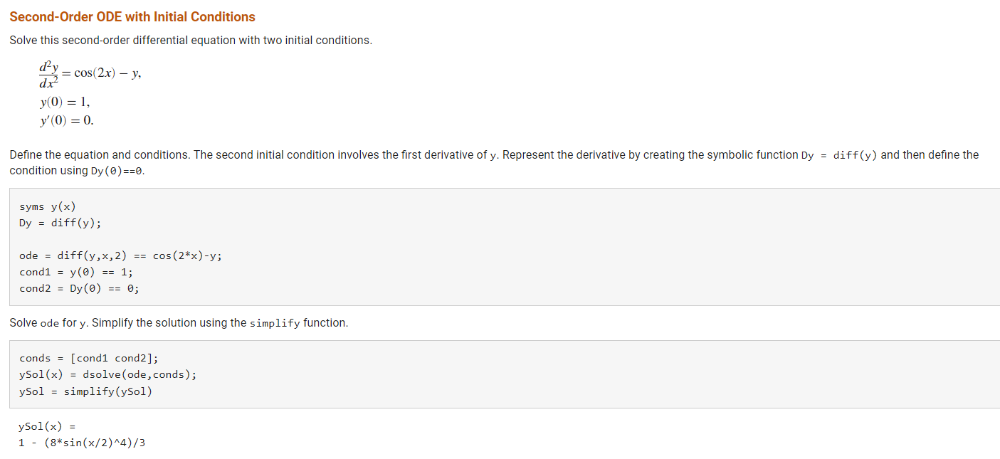 Second-Order ODE with Initial Conditions
Solve this second-order differential equation with two initial conditions.
d²y/dx² = cos(2x) − y,
y(0) = 1,
y′(0) = 0.
Define the equation and conditions. The second initial condition involves the first derivative of y. Represent the derivative by creating the symbolic function Dy = diff(y) and then define the
condition using Dy(0)==0.
syms y(x)
Dy = diff(y);
ode = diff(y,x,2) == cos(2*x)-y;
cond1 = y(0) == 1;
cond2 = Dy(0) == 0;
Solve ode for y. Simplify the solution using the simplify function.
conds = [cond1 cond2];
ySol(x) = dsolve(ode,conds);
ySol = simplify(ySol)
ySol(x) =
1 - (8*sin(x/2)^4)/3